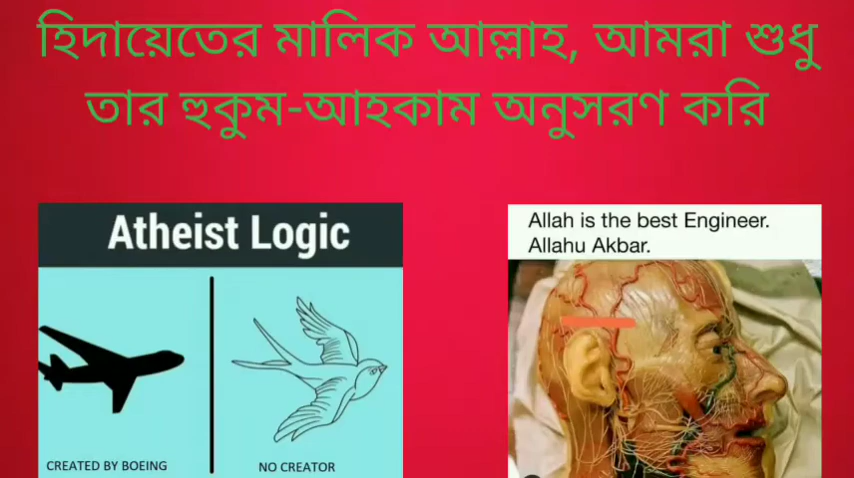 হিদায়েতের মালিক আল্লাহ, আমরা শুধু
তার হুকুম-আহকাম অনুসরণ করি
Atheist Logic
CREATED BY BOEING
NO CREATOR
Allah is the best Engineer.
Allahu Akbar.